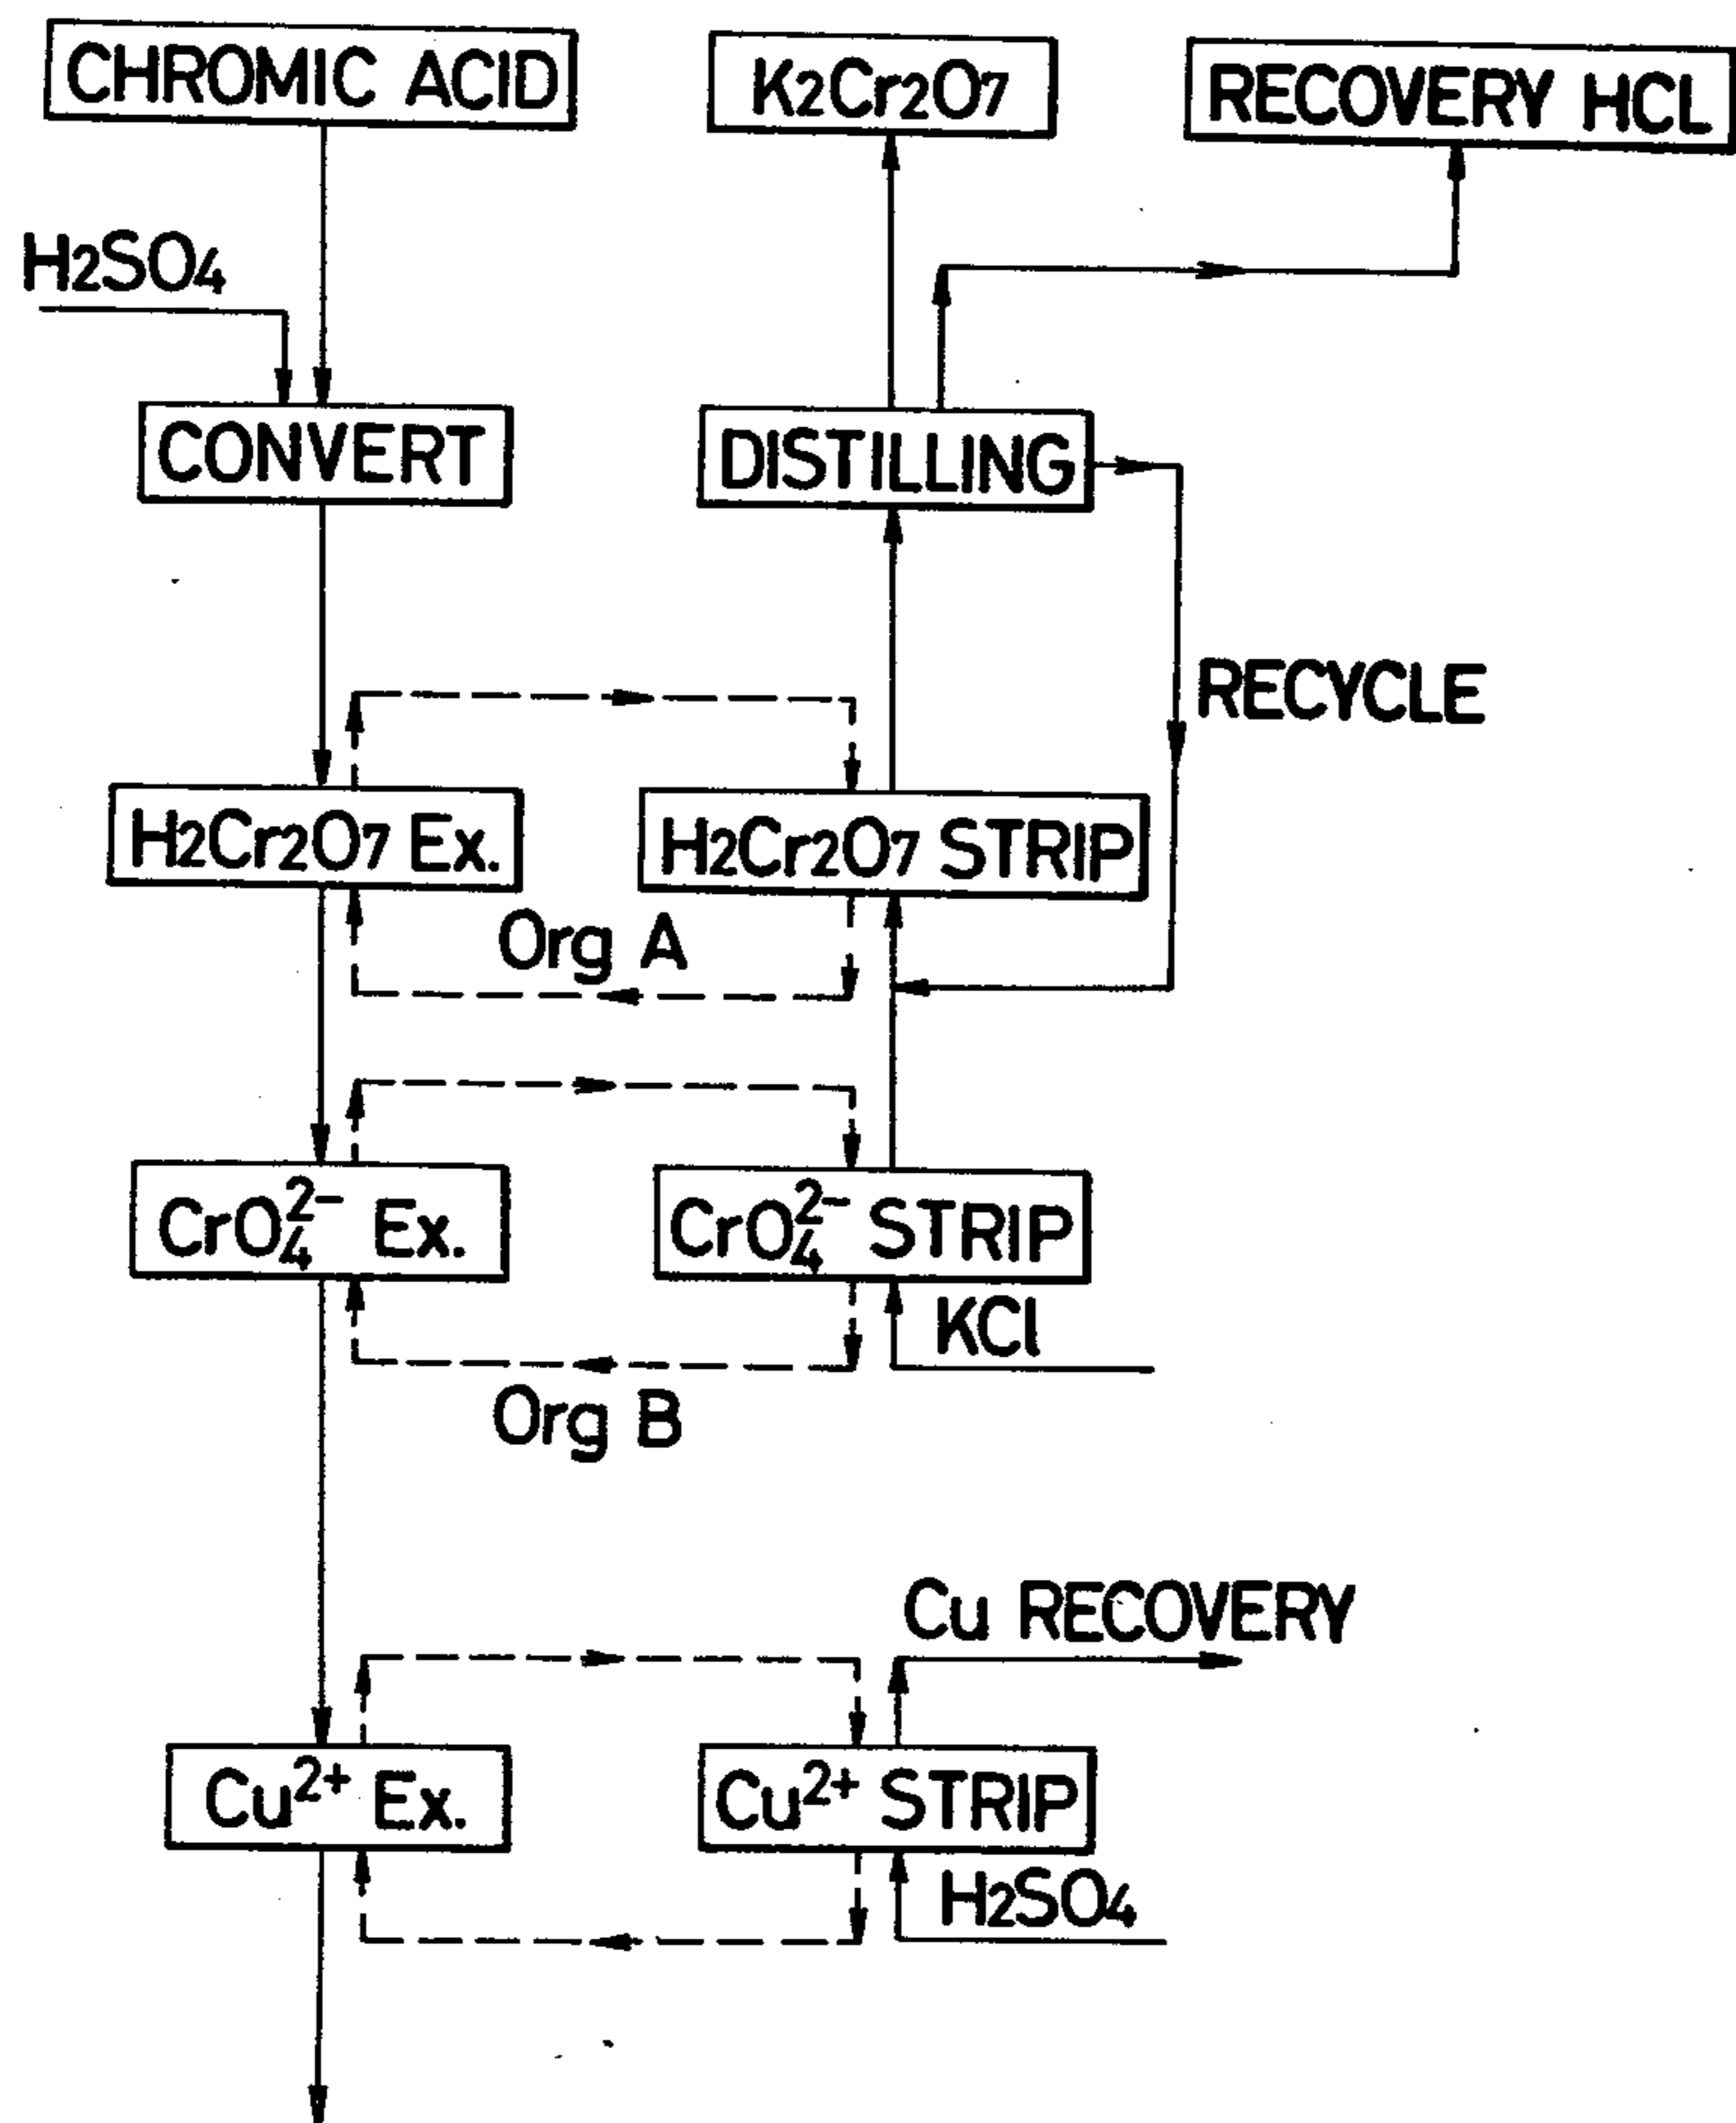 CHROMIC ACID
K2Cr2O7
RECOVERY HCL
H2SO4
CONVERT
DISTILLING
RECYCLE
H2Cr2O7 Ex.
H2Cr2O7 STRIP
Org A
CrO4^2- Ex.
CrO4^2- STRIP
KCl
Org B
Cu RECOVERY
Cu^2+ Ex.
Cu^2+ STRIP
H2SO4